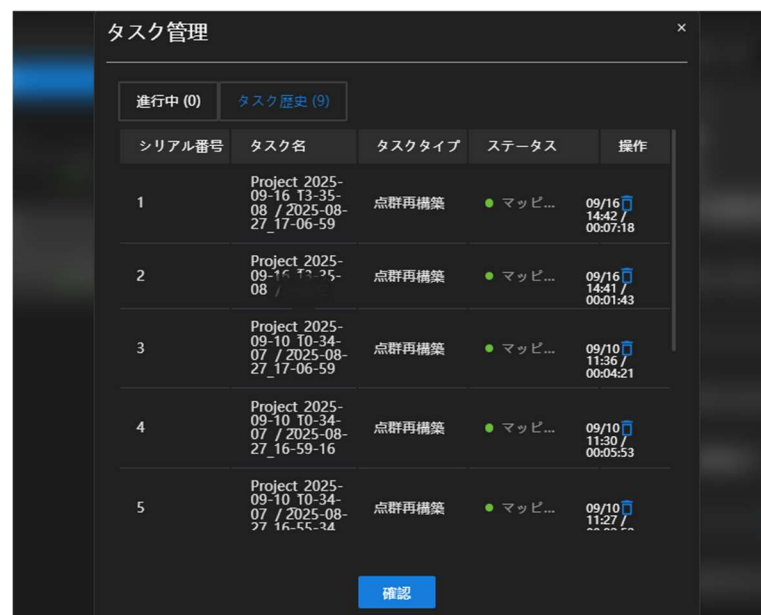 タスク管理
×
進行中 (0)
タスク歴史 (9)
シリアル番号 タスク名 タスクタイプ ステータス 操作
1
Project_2025-
09-16_13-35-
08 / 2025-08-
27_17-06-59
点群再構築
マッピ...
09/16
14:42 /
00:07:18
2
Project_2025-
09-16_13-35-
08 /
点群再構築
マッピ...
09/16
14:41 /
00:01:43
3
Project_2025-
09-10_10-34-
07 / 2025-08-
27_17-06-59
点群再構築
マッピ...
09/10
11:36 /
00:04:21
4
Project_2025-
09-10_10-34-
07 / 2025-08-
27_16-59-16
点群再構築
マッピ...
09/10
11:30 /
00:05:53
5
Project_2025-
09-10_10-34-
07 / 2025-08-
27_16-55-34
点群再構築
マッピ...
09/10
11:27 /
確認